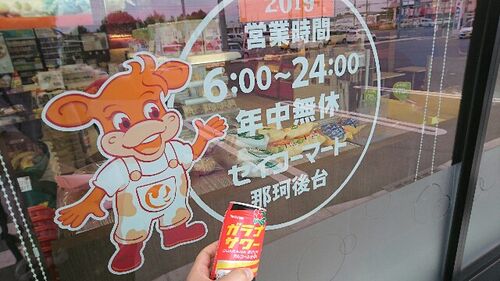 2019
営業時間
6:00~24:00
年中無休
セイコーマート
那珂後台
ガラナ
サワー